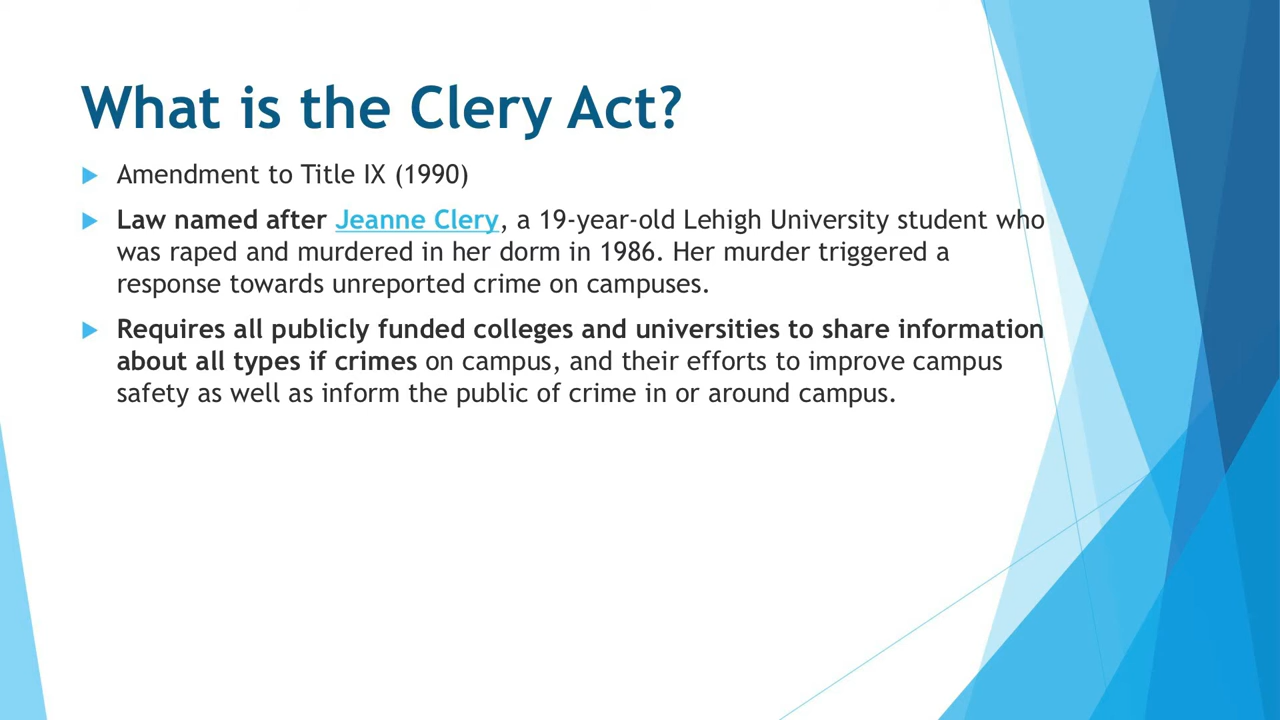 What is the Clery Act?
Amendment to Title IX (1990)
Law named after Jeanne Clery, a 19-year-old Lehigh University student who
was raped and murdered in her dorm in 1986. Her murder triggered a
response towards unreported crime on campuses.
Requires all publicly funded colleges and universities to share information
about all types if crimes on campus, and their efforts to improve campus
safety as well as inform the public of crime in or around campus.